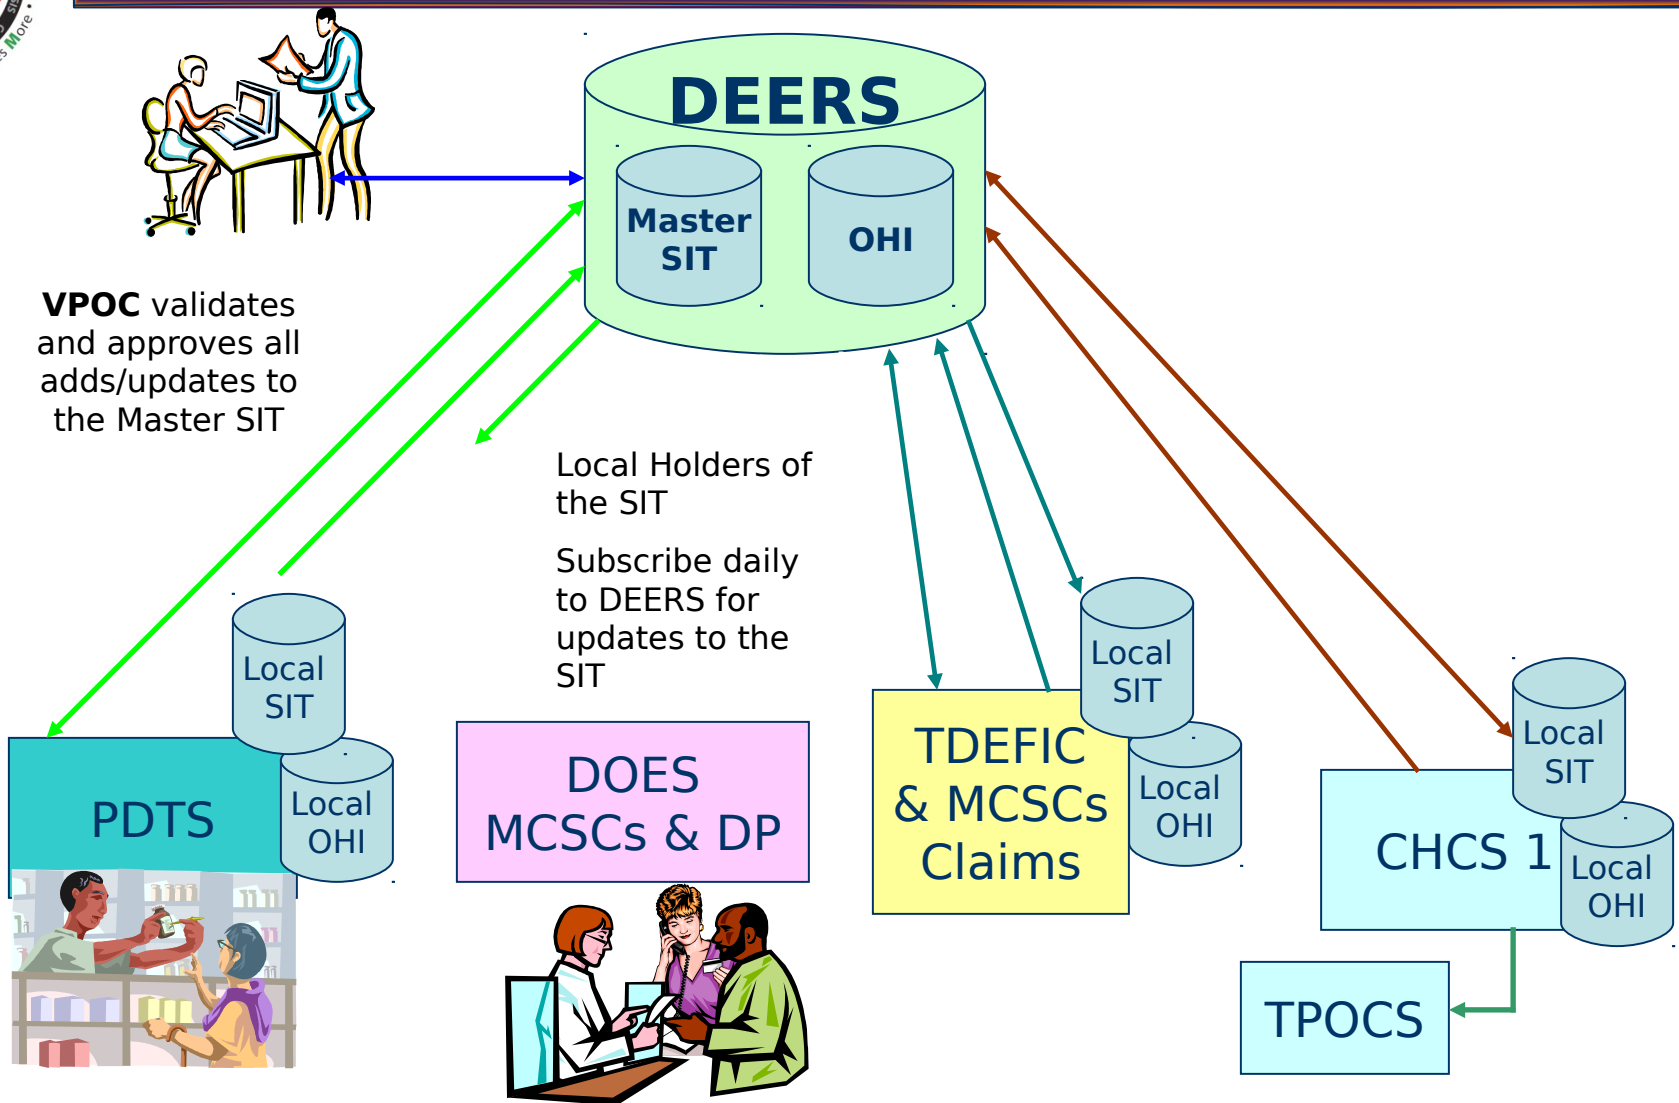 More
DEERS
Master
SIT
OHI
VPOC validates
and approves all
adds/updates to
the Master SIT
Local Holders of
the SIT
Subscribe daily
to DEERS for
updates to the
SIT
Local
SIT
Local
OHI
PDTS
DOES
MCSCs & DP
TDEFIC
& MCSCs
Claims
Local
SIT
Local
OHI
CHCS 1
Local
SIT
Local
OHI
TPOCS